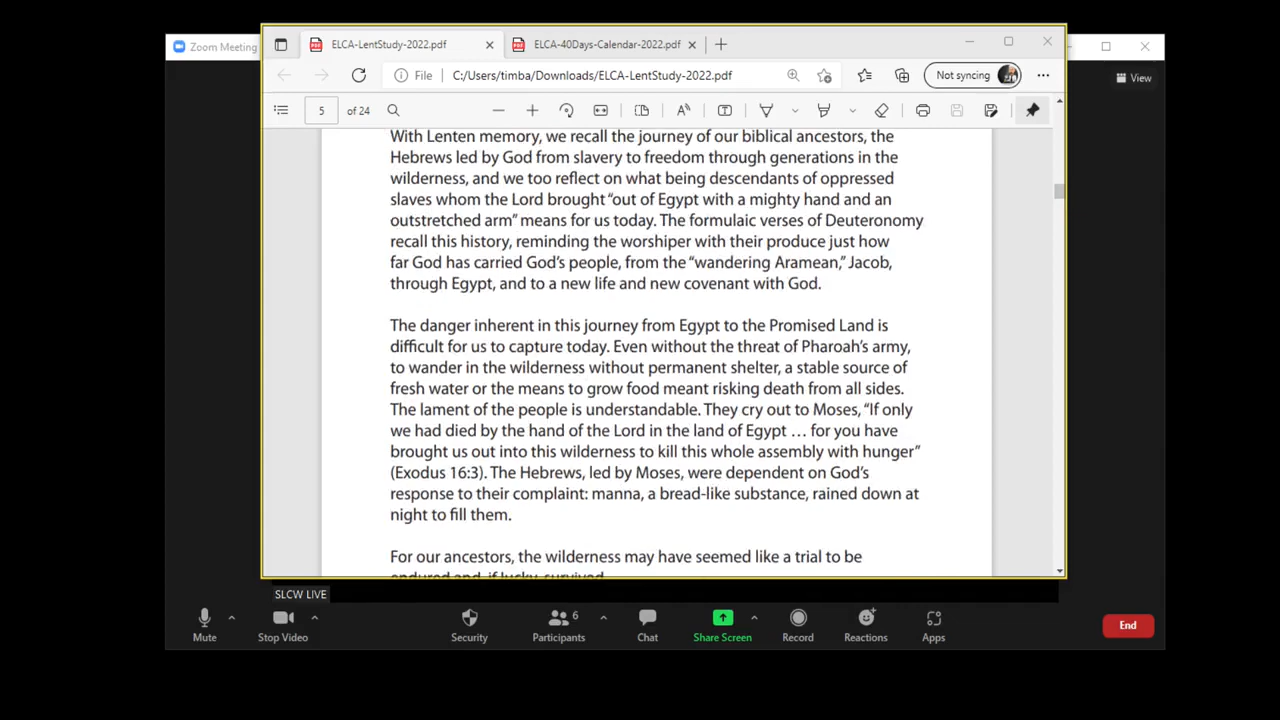 Zoom Meeting
ELCA-LentStudy-2022.pdf
ELCA-40Days-Calendar-2022.pdf
File C:/Users/timba/Downloads/ELCA-LentStudy-2022.pdf Not syncing
View
5 of 24
With Lenten memory, we recall the journey of our biblical ancestors, the
Hebrews led by God from slavery to freedom through generations in the
wilderness, and we too reflect on what being descendants of oppressed
slaves whom the Lord brought “out of Egypt with a mighty hand and an
outstretched arm” means for us today. The formulaic verses of Deuteronomy
recall this history, reminding the worshiper with their produce just how
far God has carried God’s people, from the “wandering Aramean,” Jacob,
through Egypt, and to a new life and new covenant with God.
The danger inherent in this journey from Egypt to the Promised Land is
difficult for us to capture today. Even without the threat of Pharoah’s army,
to wander in the wilderness without permanent shelter, a stable source of
fresh water or the means to grow food meant risking death from all sides.
The lament of the people is understandable. They cry out to Moses, “If only
we had died by the hand of the Lord in the land of Egypt … for you have
brought us out into this wilderness to kill this whole assembly with hunger”
(Exodus 16:3). The Hebrews, led by Moses, were dependent on God’s
response to their complaint: manna, a bread-like substance, rained down at
night to fill them.
For our ancestors, the wilderness may have seemed like a trial to be
endured and, if lucky, survived.
SLCW LIVE
6
Mute Stop Video Security Participants Chat Share Screen Record Reactions Apps End